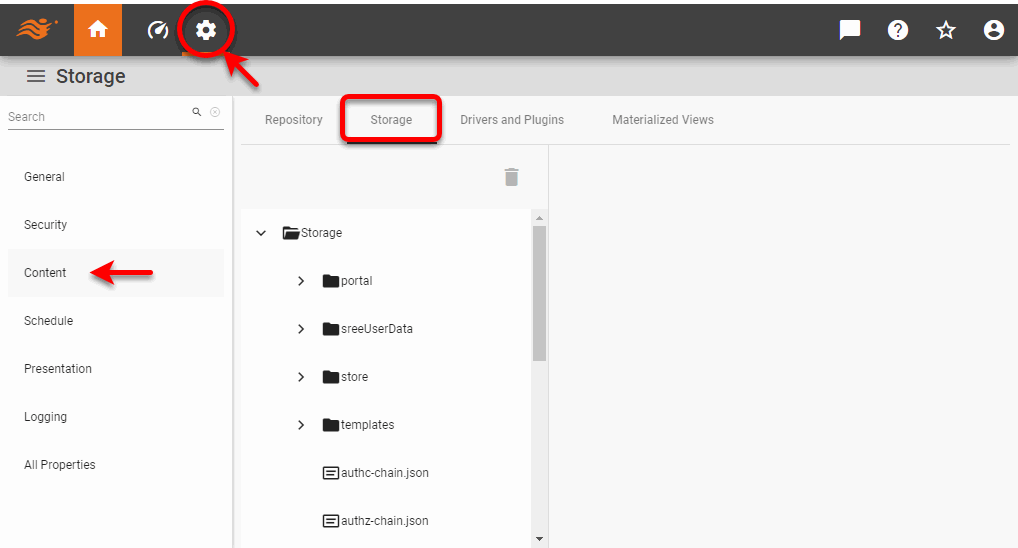 Storage
Search
General
Security
Content
Schedule
Presentation
Logging
All Properties
Repository
Storage
Drivers and Plugins
Materialized Views
Storage
portal
sreeUserData
store
templates
authc-chain.json
authz-chain.json